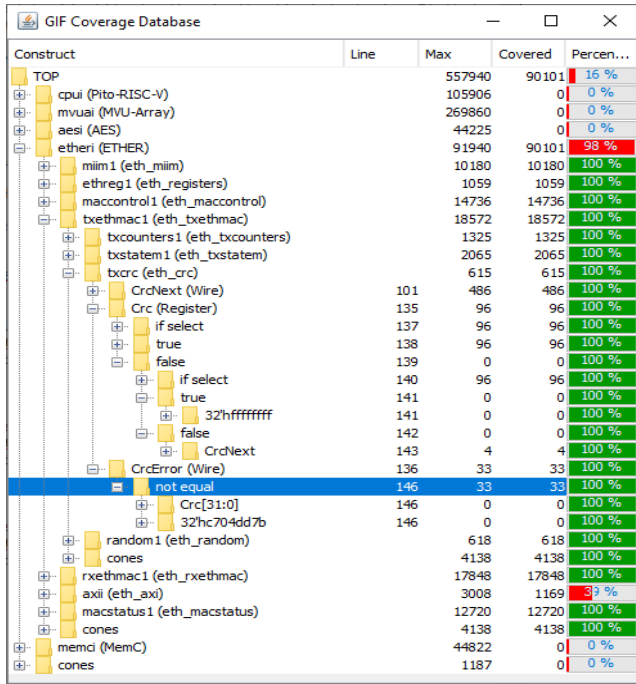 GIF Coverage Database
Construct Line Max Covered Percen...
TOP 557940 90101 16 %
cpui (Pito-RISC-V) 105906 0 0 %
mvuai (MVU-Array) 269860 0 0 %
aesi (AES) 44225 0 0 %
etheri (ETHER) 91940 90101 98 %
miim1 (eth_miim) 10180 10180 100 %
ethreg1 (eth_registers) 1059 1059 100 %
maccontrol1 (eth_maccontrol) 14736 14736 100 %
txethmac1 (eth_txethmac) 18572 18572 100 %
txcounters1 (eth_txcounters) 1325 1325 100 %
txstatem1 (eth_txstatem) 2065 2065 100 %
txcrc (eth_crc) 615 615 100 %
CrcNext (Wire) 101 486 486 100 %
Crc (Register) 135 96 96 100 %
if select 137 96 96 100 %
true 138 96 96 100 %
false 139 0 0 100 %
if select 140 96 96 100 %
true 141 0 0 100 %
32'hffffffff 141 0 0 100 %
false 142 0 0 100 %
CrcNext 143 4 4 100 %
CrcError (Wire) 136 33 33 100 %
not equal 146 33 33 100 %
Crc[31:0] 146 0 0 100 %
32'hc704dd7b 146 0 0 100 %
random1 (eth_random) 618 618 100 %
cones 4138 4138 100 %
rxethmac1 (eth_rxethmac) 17848 17848 100 %
axii (eth_axi) 3008 1169 39 %
macstatus1 (eth_macstatus) 12720 12720 100 %
cones 4138 4138 100 %
memci (MemC) 44822 0 0 %
cones 1187 0 0 %